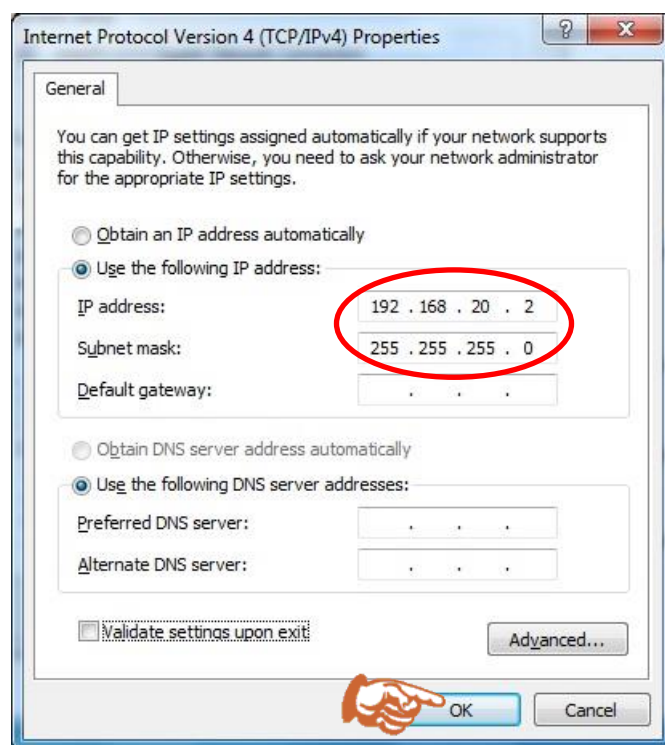 Internet Protocol Version 4 (TCP/IPv4) Properties
?
X
General
You can get IP settings assigned automatically if your network supports
this capability. Otherwise, you need to ask your network administrator
for the appropriate IP settings.
Obtain an IP address automatically
Use the following IP address:
IP address: 192 . 168 . 20 . 2
Subnet mask: 255 . 255 . 255 . 0
Default gateway: . . .
Obtain DNS server address automatically
Use the following DNS server addresses:
Preferred DNS server: . . .
Alternate DNS server: . . .
Validate settings upon exit
Advanced...
OK Cancel